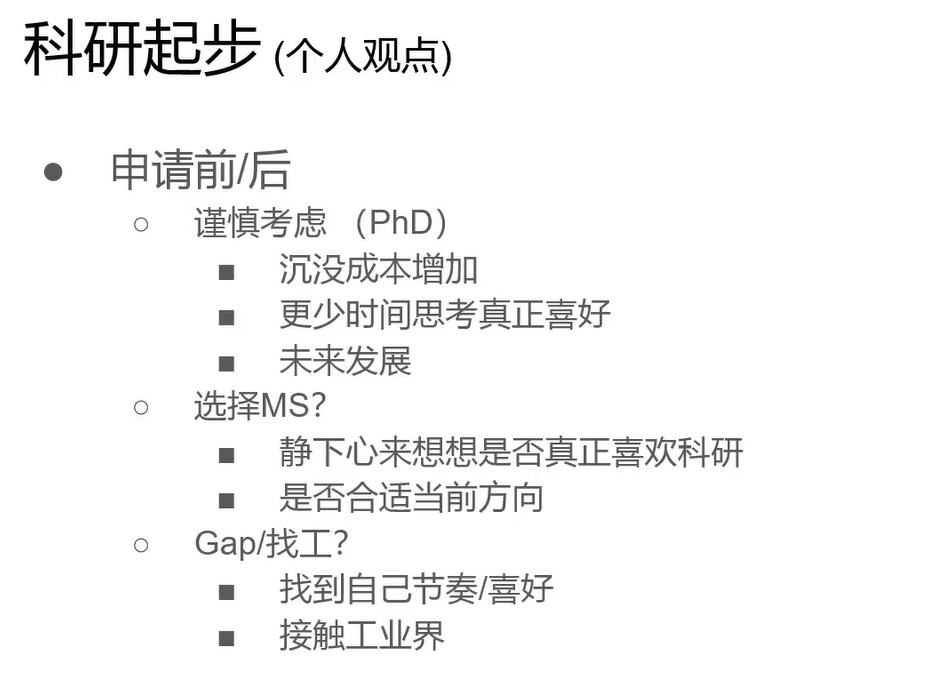 科研起步 (个人观点)
● 申请前/后
○ 谨慎考虑 （PhD）
■ 沉没成本增加
■ 更少时间思考真正喜好
■ 未来发展
○ 选择MS？
■ 静下心来想想是否真正喜欢科研
■ 是否合适当前方向
○ Gap/找工？
■ 找到自己节奏/喜好
■ 接触工业界